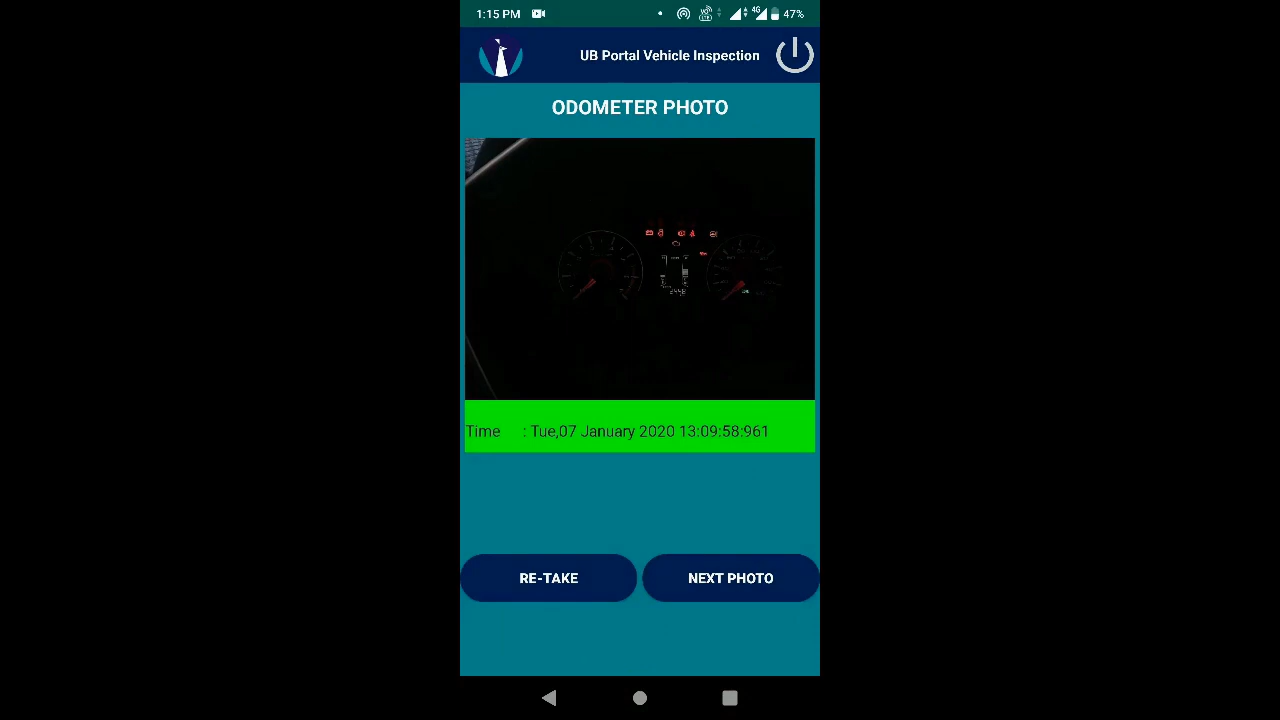 1:15 PM
4G
47%
UB Portal Vehicle Inspection
ODOMETER PHOTO
Time : Tue,07 January 2020 13:09:58:961
RE-TAKE
NEXT PHOTO